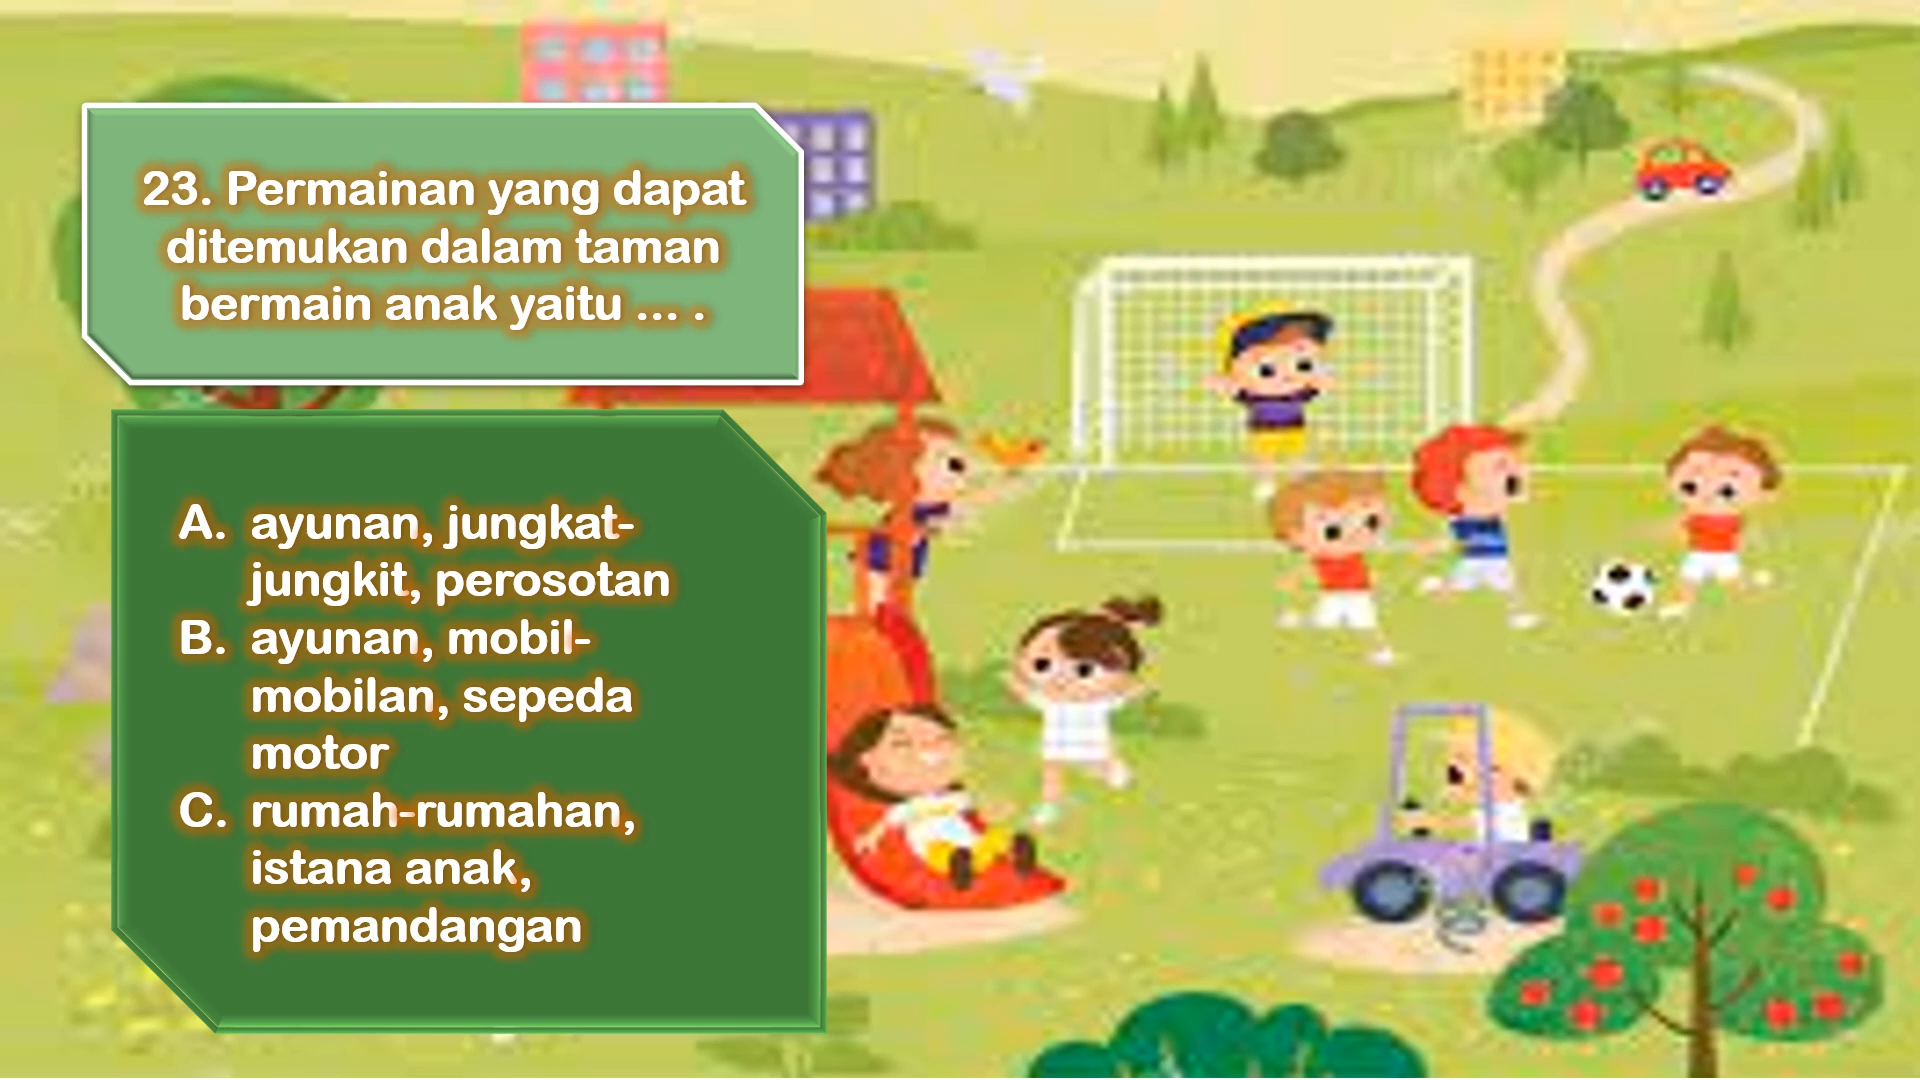 23. Permainan yang dapat
ditemukan dalam taman
bermain anak yaitu ... .
A. ayunan, jungkat-
jungkit, perosotan
B. ayunan, mobil-
mobilan, sepeda
motor
C. rumah-rumahan,
istana anak,
pemandangan